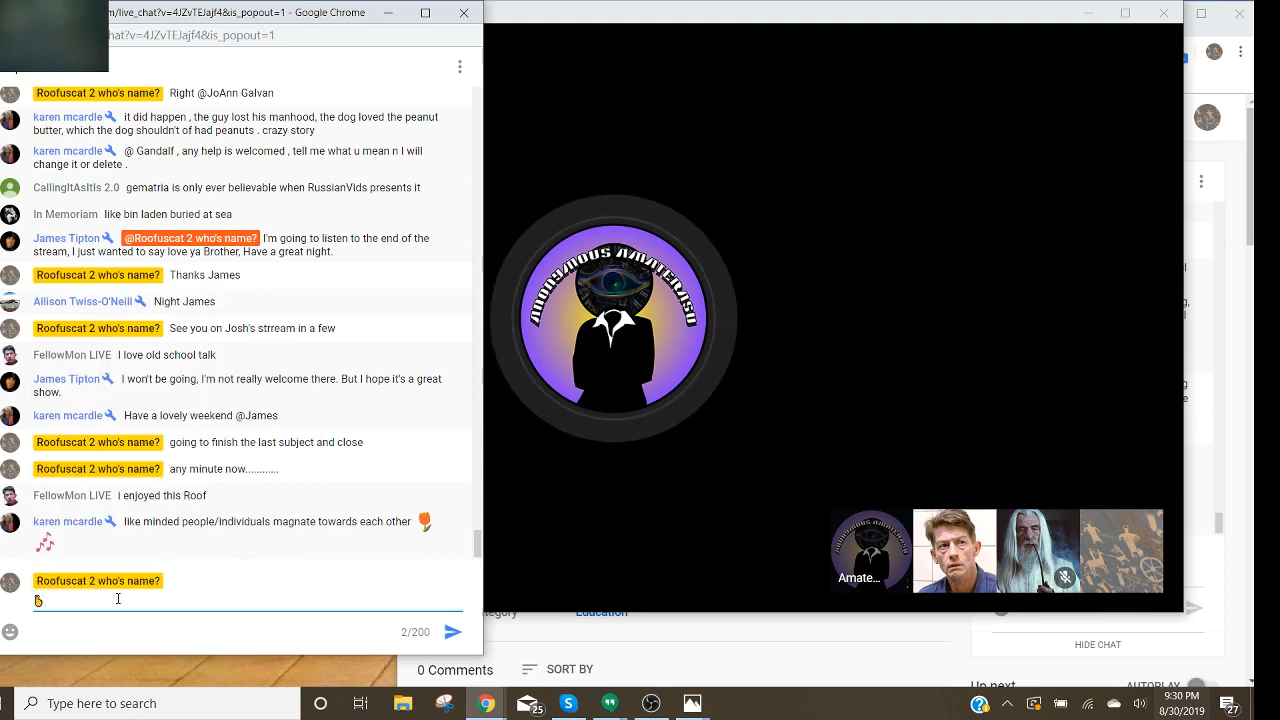 m/live_chat?v=4JZvTEJajf4&is_popout=1 - Google Chrome
chat?v=4JZvTEJajf4&is_popout=1
Roofuscat 2 who's name? Right @JoAnn Galvan
karen mcardle it did happen , the guy lost his manhood, the dog loved the peanut
butter, which the dog shouldn't of had peanuts . crazy story
karen mcardle @ Gandalf , any help is welcomed , tell me what u mean n I will
change it or delete .
CallingItAsItIs 2.0 gematria is only ever believable when RussianVids presents it
In Memoriam like bin laden buried at sea
James Tipton @Roofuscat 2 who's name? I'm going to listen to the end of the
stream, I just wanted to say love ya Brother, Have a great night.
Roofuscat 2 who's name? Thanks James
Allison Twiss-O'Neill Night James
Roofuscat 2 who's name? See you on Josh's strream in a few
FellowMon LIVE I love old school talk
James Tipton I won't be going, I'm not really welcome there. But I hope it's a great
show.
karen mcardle Have a lovely weekend @James
Roofuscat 2 who's name? going to finish the last subject and close
Roofuscat 2 who's name? any minute now............
FellowMon LIVE i enjoyed this Roof
karen mcardle like minded people/individuals magnate towards each other
Roofuscat 2 who's name?
2/200
ANONYMOUS AMATERASU
Amate...
Education
HIDE CHAT
0 Comments
SORT BY
Up next
AUTOPLAY
Type here to search
25
9:30 PM
8/30/2019
27